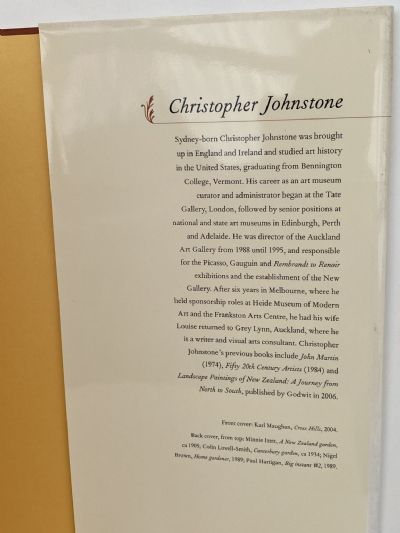 Christopher Johnstone
Sydney-born Christopher Johnstone was brought
up in England and Ireland and studied art history
in the United States, graduating from Bennington
College, Vermont. His career as an art museum
curator and administrator began at the Tate
Gallery, London, followed by senior positions at
national and state art museums in Edinburgh, Perth
and Adelaide. He was director of the Auckland
Art Gallery from 1988 until 1995, and responsible
for the Picasso, Gauguin and Rembrandt to Renoir
exhibitions and the establishment of the New
Gallery. After six years in Melbourne, where he
held sponsorship roles at Heide Museum of Modern
Art and the Frankston Arts Centre, he had his wife
Louise returned to Grey Lynn, Auckland, where he
is a writer and visual arts consultant. Christopher
Johnstone's previous books include John Martin
(1974), Fifty 20th Century Artists (1984) and
Landscape Paintings of New Zealand: A Journey from
North to South, published by Godwit in 2006.
Front cover: Karl Maughan, Cross Hills, 2004.
Back cover, from top: Minnie Izett, A New Zealand garden,
ca 1905; Colin Lovell-Smith, Canterbury garden, ca 1934; Nigel
Brown, Home gardener, 1989; Paul Hartigan, Big instant #2, 1989.